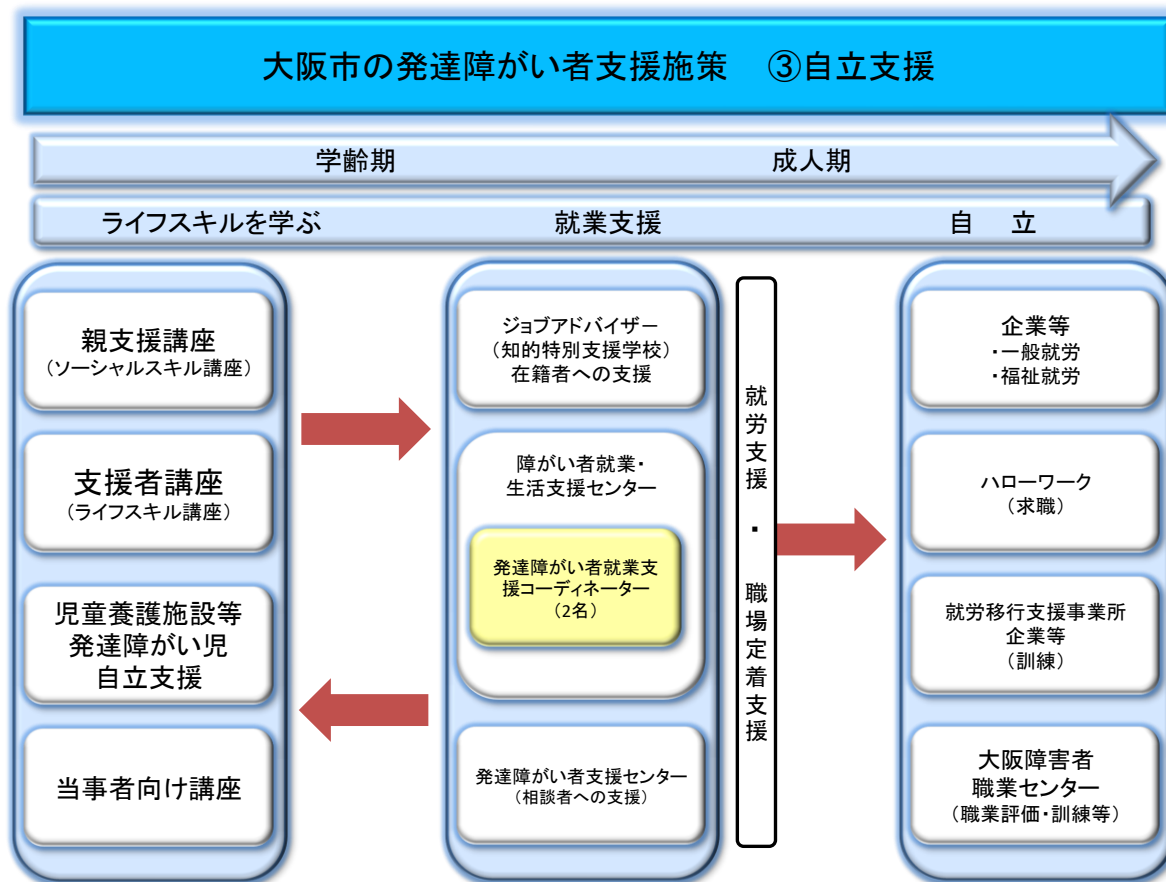 大阪市の発達障がい者支援施策　③自立支援
学齢期
成人期
ライフスキルを学ぶ
就業支援
自　立
親支援講座
（ソーシャルスキル講座）
支援者講座
（ライフスキル講座）
児童養護施設等
発達障がい児
自立支援
当事者向け講座
ジョブアドバイザー
（知的特別支援学校）
在籍者への支援
障がい者就業・
生活支援センター
発達障がい者就業支
援コーディネーター
（2名）
発達障がい者支援センター
（相談者への支援）
就労支援・職場定着支援
企業等
・一般就労
・福祉就労
ハローワーク
（求職）
就労移行支援事業所
企業等
（訓練）
大阪障害者
職業センター
（職業評価・訓練等）